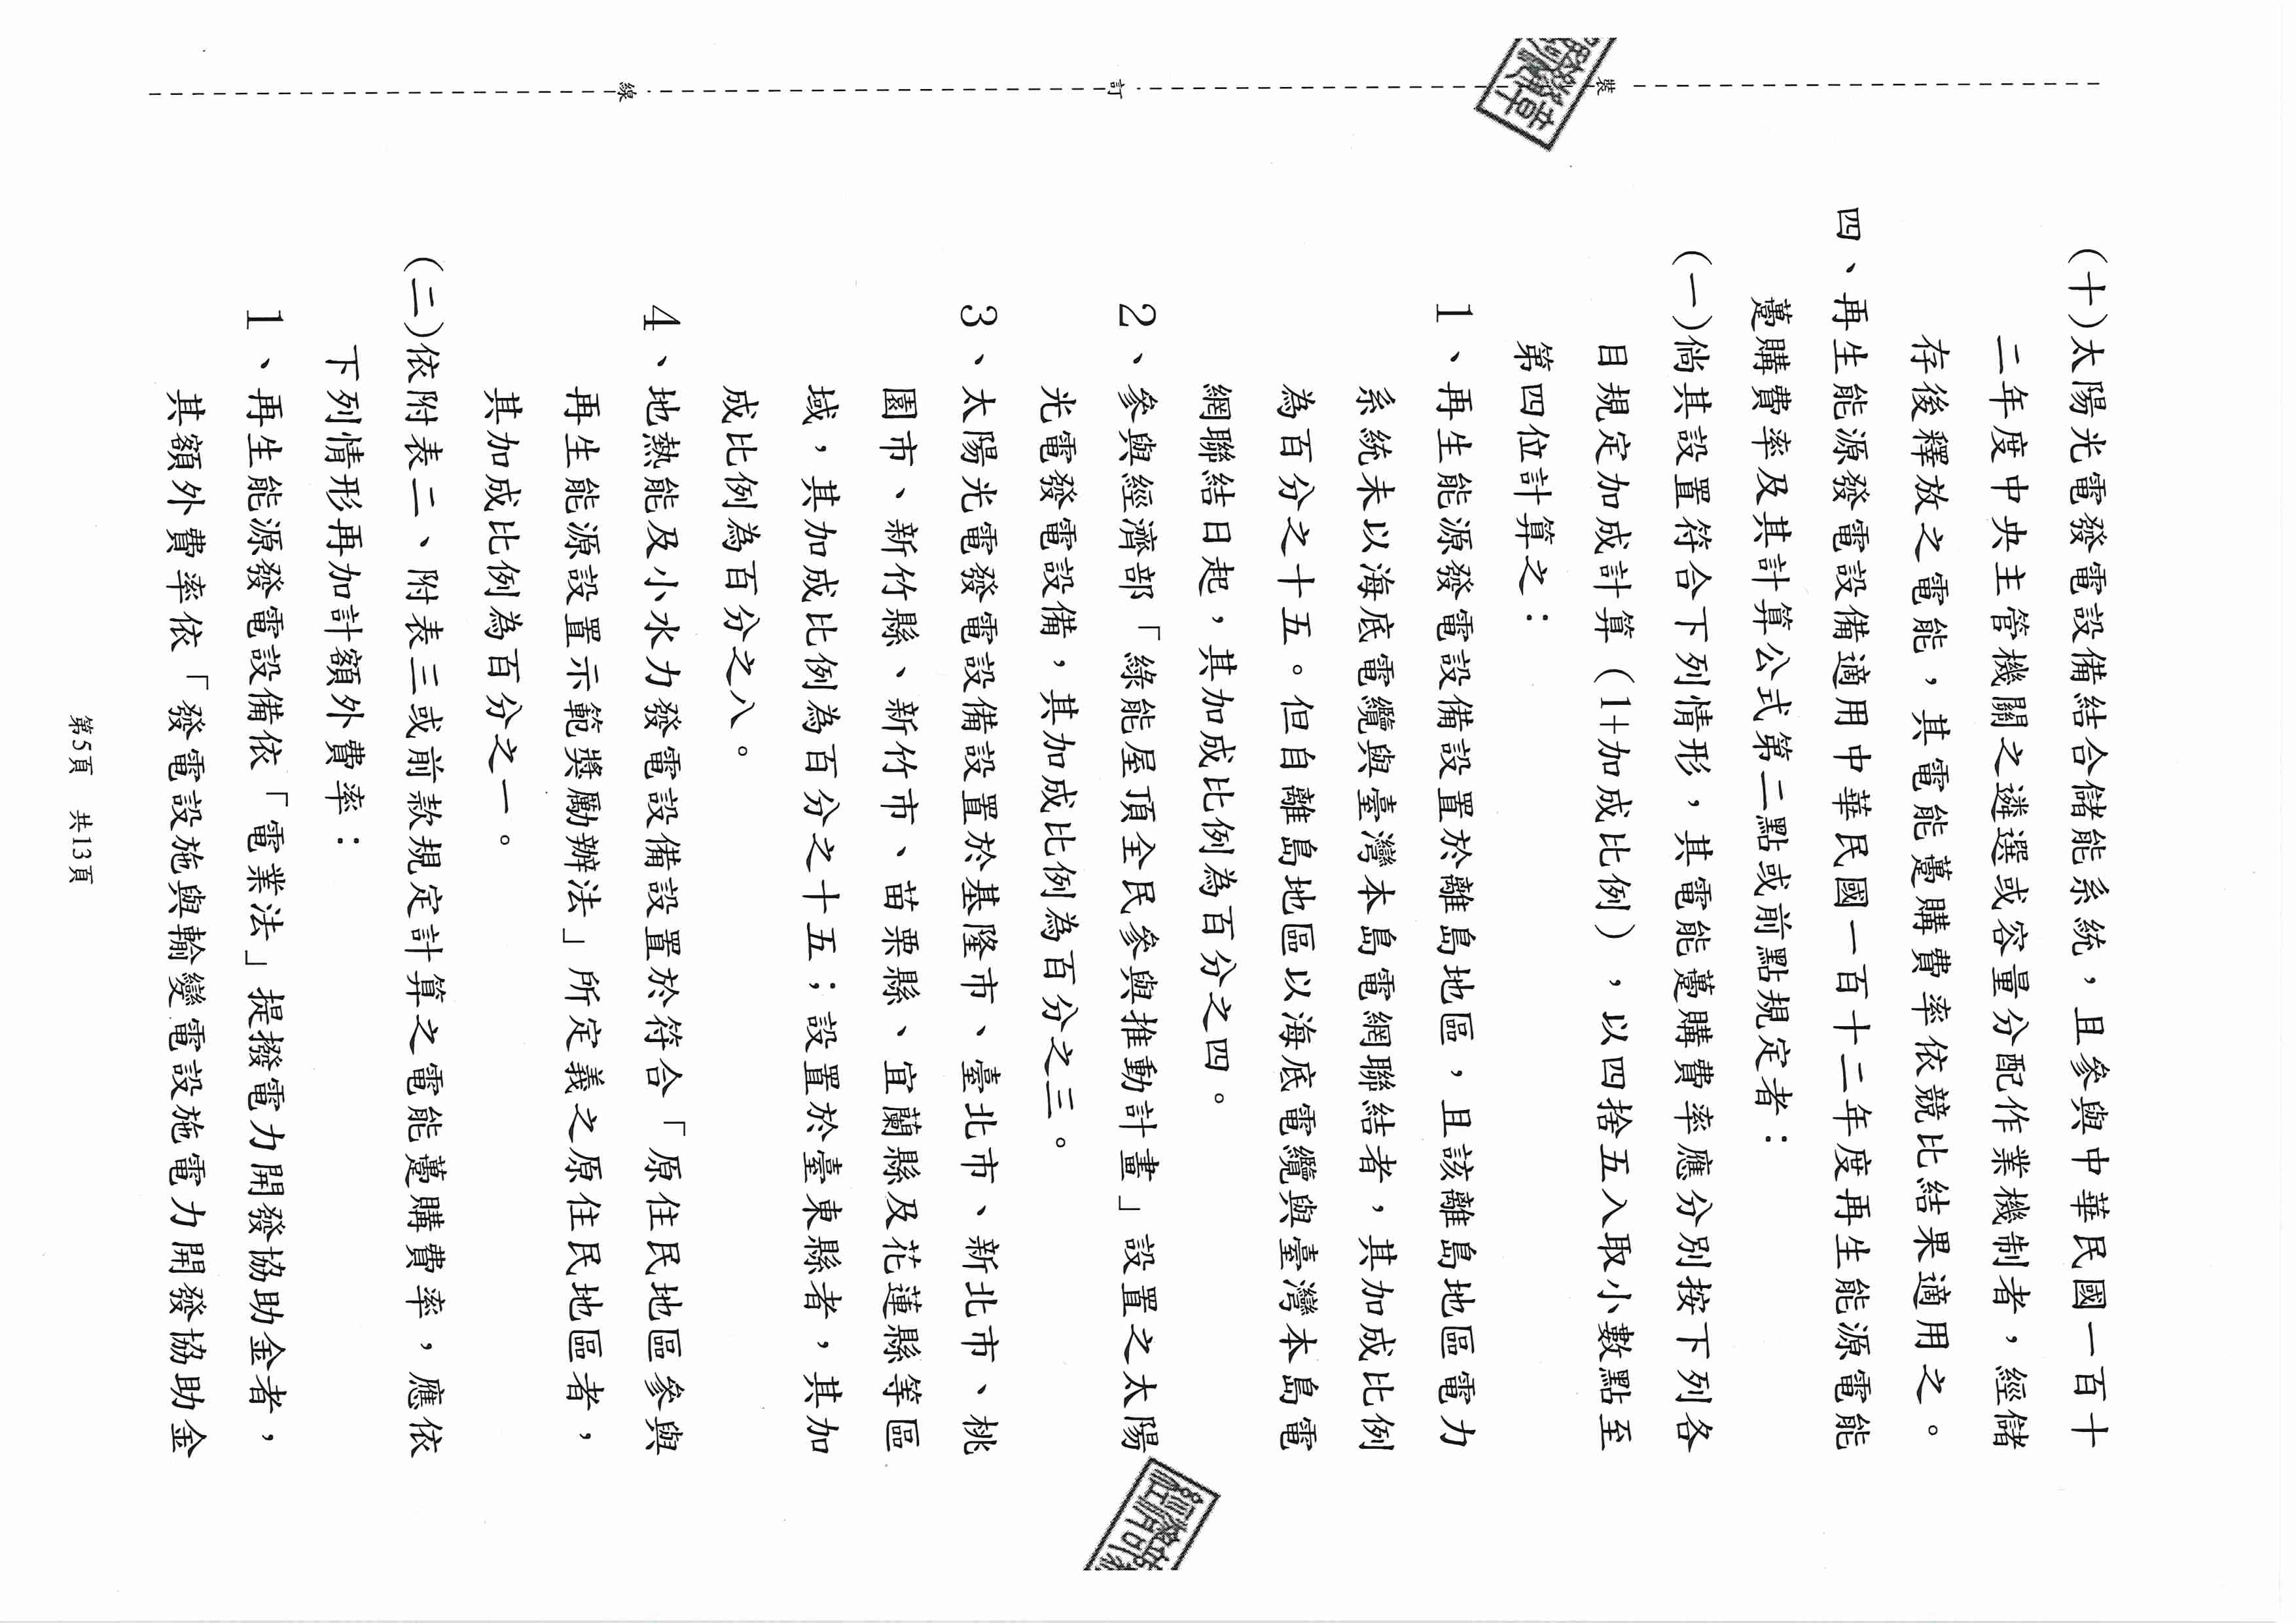 (十)太陽光電發電設備結合儲能系統，且參與中華民國一百十
二年度中央主管機關之遴選或容量分配作業機制者，經儲
存後釋放之電能，其電能躉購費率依競比結果適用之。
四、再生能源發電設備適用中華民國一百十二年度再生能源電能
躉購費率及其計算公式第二點或前點規定者：
(一)倘其設置符合下列情形，其電能躉購費率應分別按下列各
目規定加成計算（1+加成比例），以四捨五入取小數點至
第四位計算之：
1、再生能源發電設備設置於離島地區，且該離島地區電力
系統未以海底電纜與臺灣本島電網聯結者，其加成比例
為百分之十五。但自離島地區以海底電纜與臺灣本島電
網聯結日起，其加成比例為百分之四。
2、參與經濟部「綠能屋頂全民參與推動計畫」設置之太陽
光電發電設備，其加成比例為百分之三。
3、太陽光電發電設備設置於基隆市、臺北市、新北市、桃
園市、新竹縣、新竹市、苗栗縣、宜蘭縣及花蓮縣等區
域，其加成比例為百分之十五；設置於臺東縣者，其加
成比例為百分之八。
4、地熱能及小水力發電設備設置於符合「原住民地區參與
再生能源設置示範獎勵辦法」所定義之原住民地區者，
其加成比例為百分之一。
(二)依附表二、附表三或前款規定計算之電能躉購費率，應依
下列情形再加計額外費率：
1、再生能源發電設備依「電業法」提撥電力開發協助金者，
其額外費率依「發電設施與輸變電設施電力開發協助金
第5頁 共13頁
裝
訂
線
經濟部
章